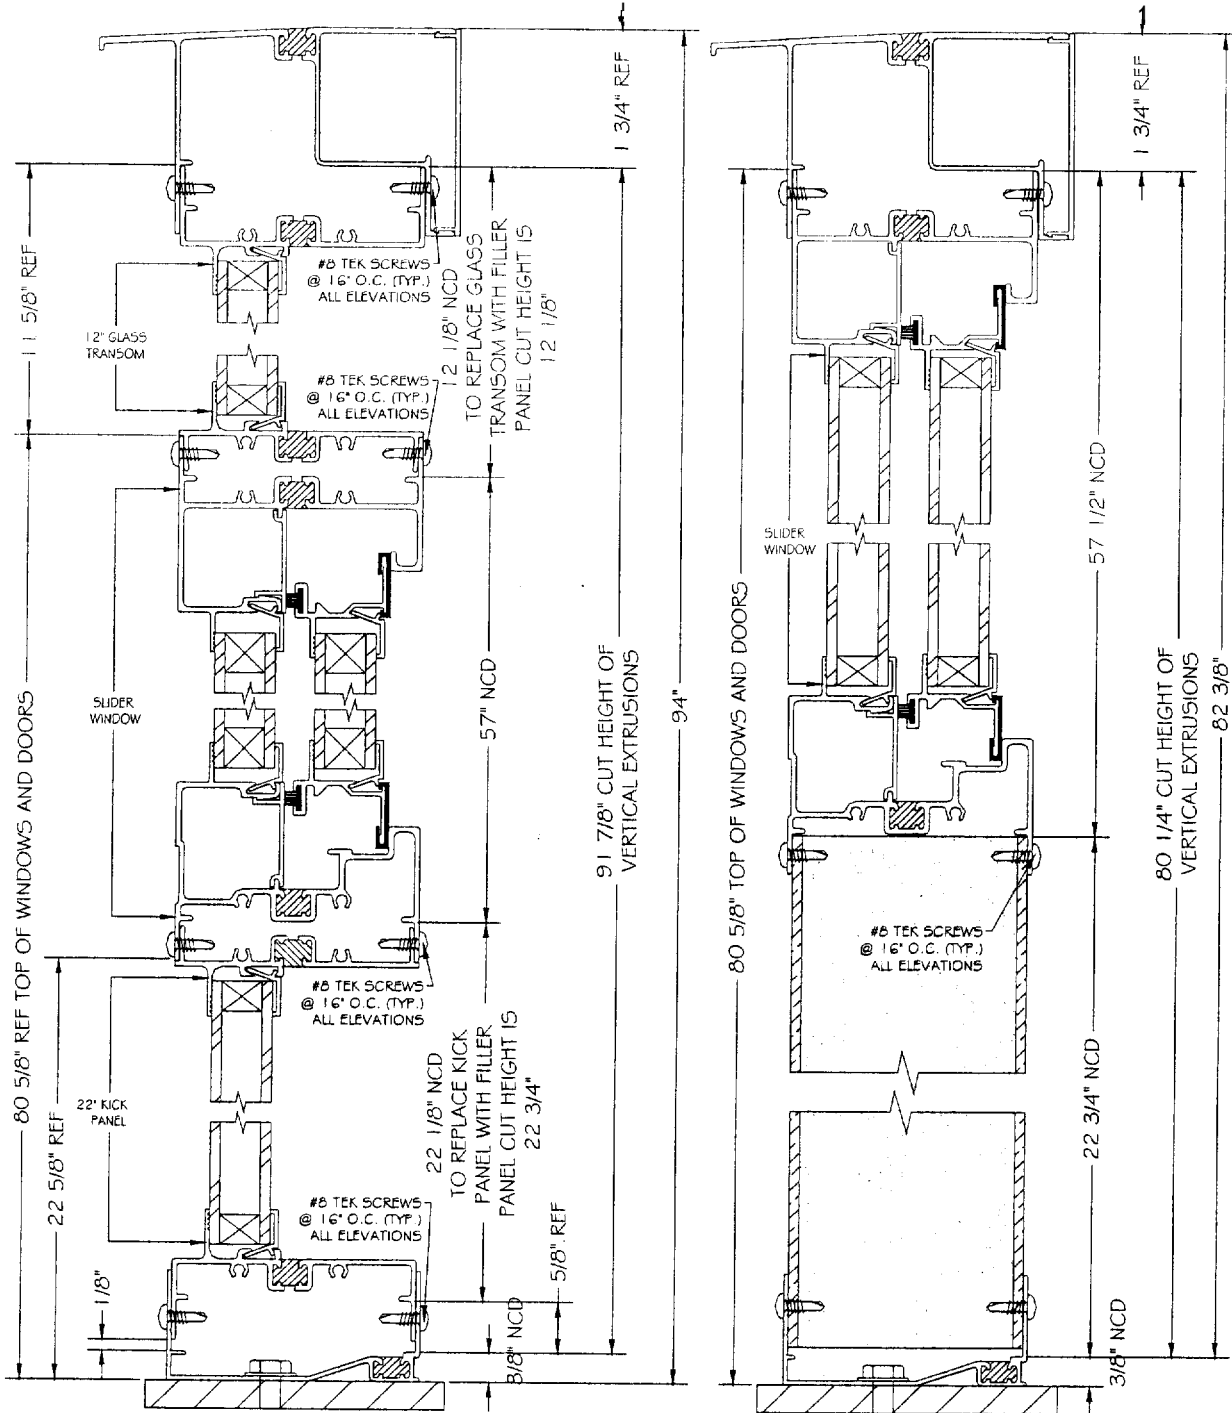 1 3/4" REF
11 5/8" REF
#8 TEK SCREWS
@ 16" O.C. (TYP.)
ALL ELEVATIONS
12" GLASS
TRANSOM
#8 TEK SCREWS
@ 16" O.C. (TYP.)
ALL ELEVATIONS
12 1/8" NCD
TO REPLACE GLASS
TRANSOM WITH FILLER
PANEL CUT HEIGHT IS
12 1/8"
80 5/8" REF TOP OF WINDOWS AND DOORS
SLIDER
WINDOW
57" NCD
91 7/8" CUT HEIGHT OF
VERTICAL EXTRUSIONS
94"
#8 TEK SCREWS
@ 16" O.C. (TYP.)
ALL ELEVATIONS
22 5/8" REF
22" KICK
PANEL
22 1/8" NCD
TO REPLACE KICK
PANEL WITH FILLER
PANEL CUT HEIGHT IS
22 3/4"
#8 TEK SCREWS
@ 16" O.C. (TYP.)
ALL ELEVATIONS
1/8"
5/8" REF
3/8" NCD
1 3/4" REF
80 5/8" TOP OF WINDOWS AND DOORS
SLIDER
WINDOW
57 1/2" NCD
80 1/4" CUT HEIGHT OF
VERTICAL EXTRUSIONS
82 3/8"
#8 TEK SCREWS
@ 16" O.C. (TYP.)
ALL ELEVATIONS
22 3/4" NCD
3/8" NCD